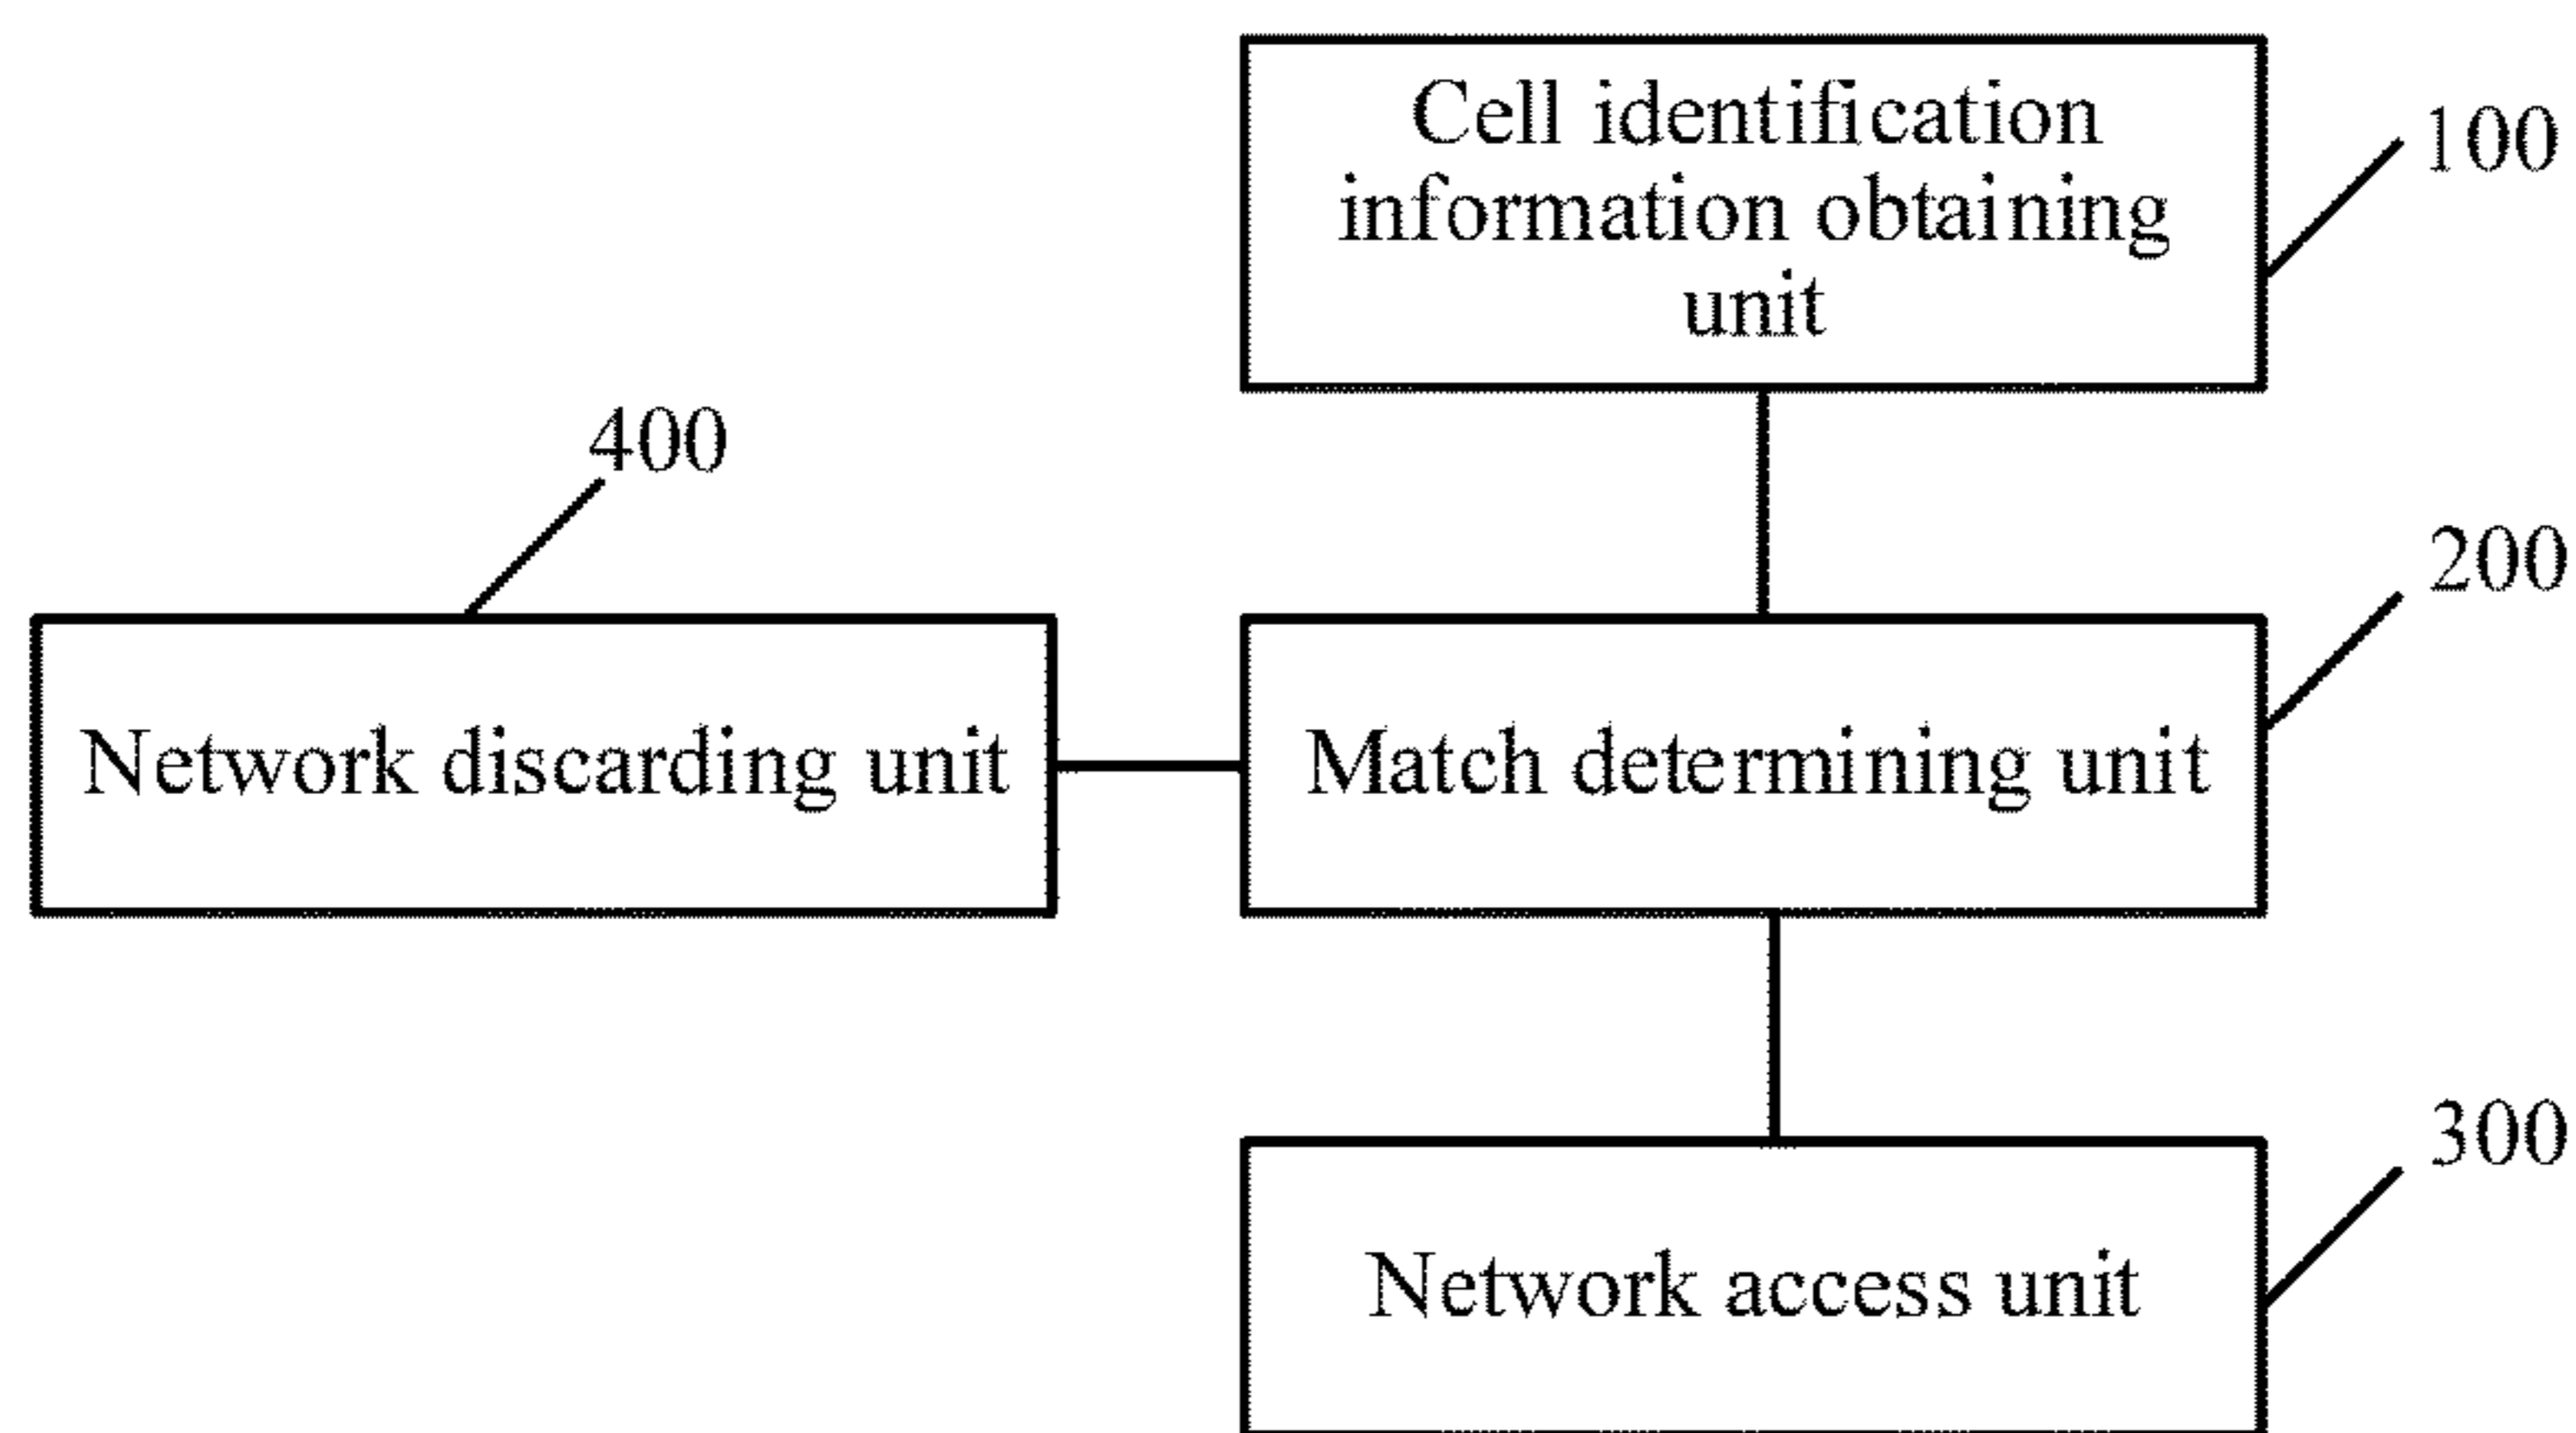 Cell identification
information obtaining
unit
100
400
200
Network discarding unit
Match determining unit
300
Network access unit